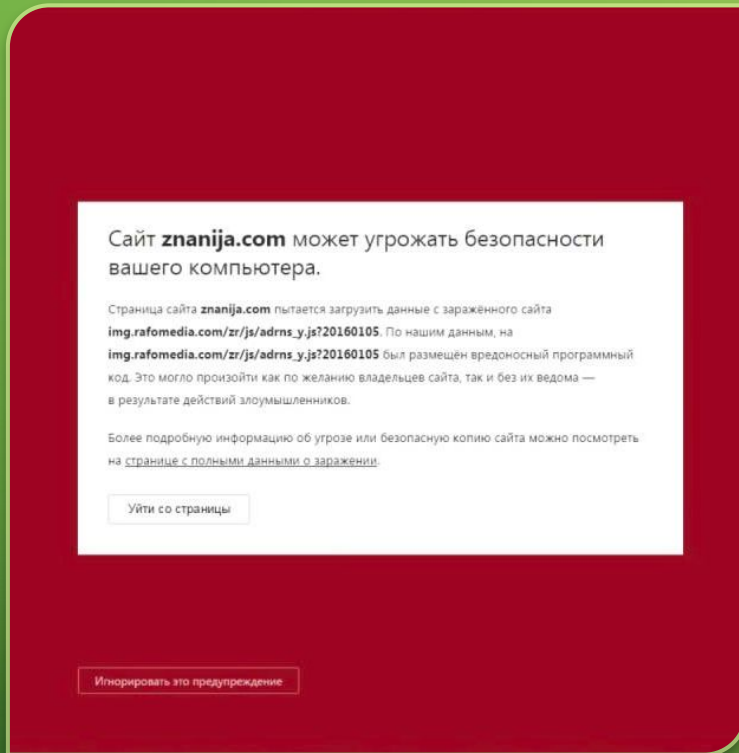 Сайт znanija.com может угрожать безопасности
вашего компьютера.
Страница сайта znanija.com пытается загрузить данные с заражённого сайта
img.rafomedia.com/zr/js/adrns_y.js?20160105. По нашим данным, на
img.rafomedia.com/zr/js/adrns_y.js?20160105 был размещён вредоносный программный
код. Это могло произойти как по желанию владельцев сайта, так и без их ведома —
в результате действий злоумышленников.
Более подробную информацию об угрозе или безопасную копию сайта можно посмотреть
на странице с полными данными о заражении.
Уйти со страницы
Игнорировать это предупреждение